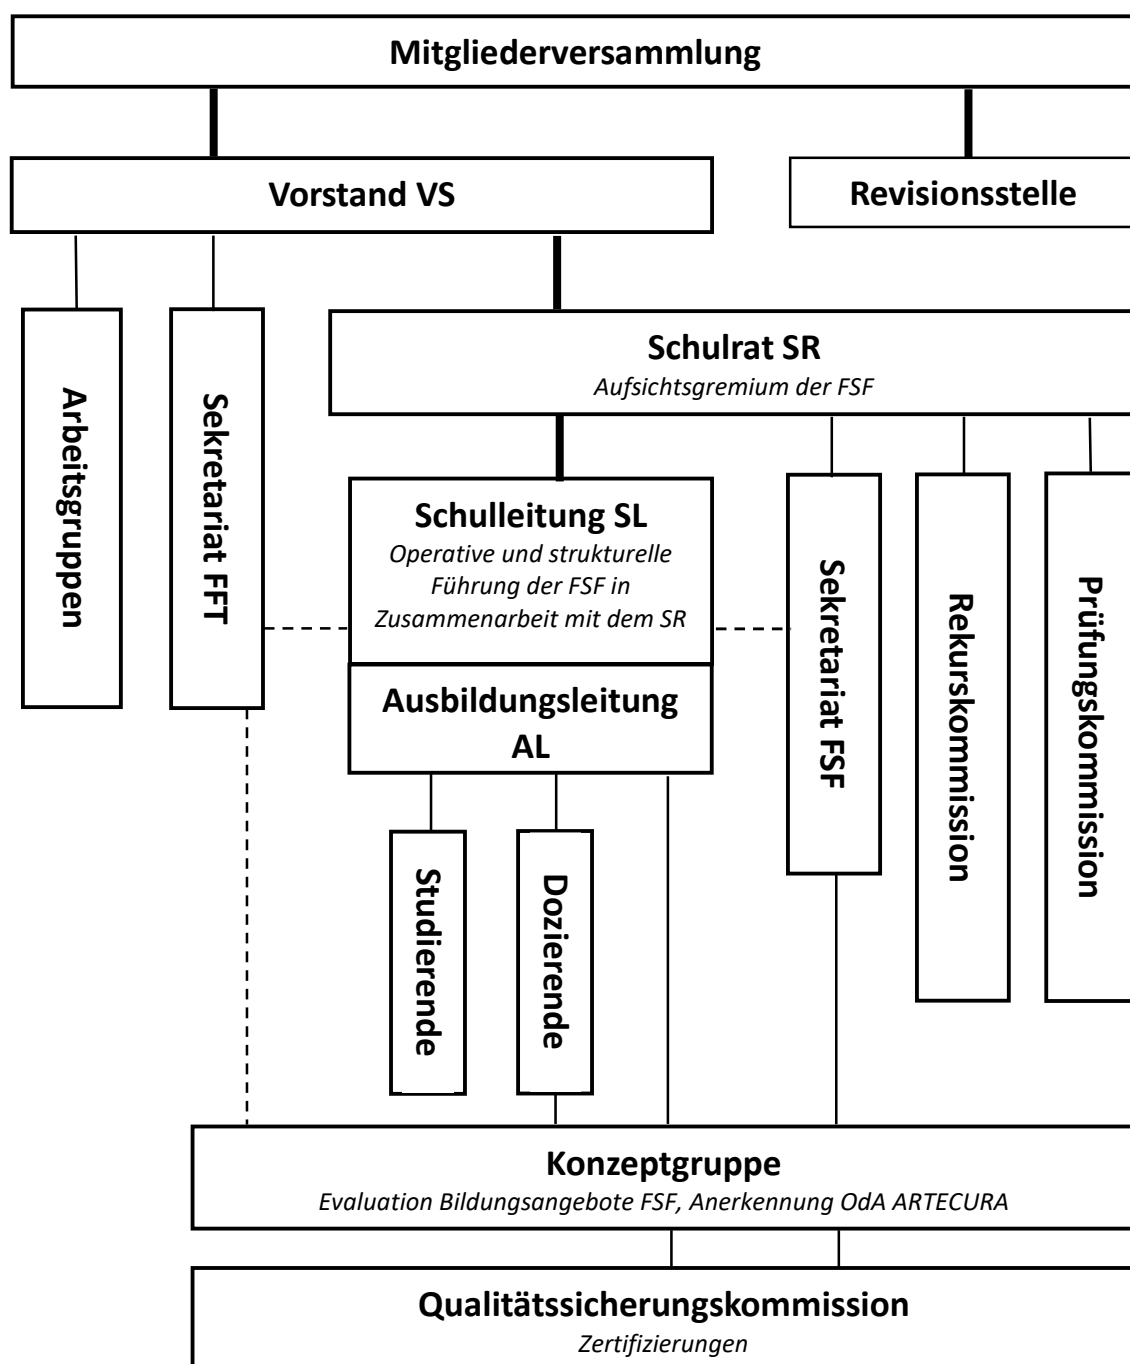 Mitgliederversammlung
Vorstand VS
Revisionsstelle
Schulrat SR
Aufsichtsgremium der FSF
Arbeitsgruppen
Sekretariat FFT
Schulleitung SL
Operative und strukturelle
Führung der FSF in
Zusammenarbeit mit dem SR
Ausbildungsleitung
AL
Sekretariat FSF
Rekurskommission
Prüfungskommission
Studierende
Dozierende
Konzeptgruppe
Evaluation Bildungsangebote FSF, Anerkennung OdA ARTECURA
Qualitätssicherungskommission
Zertifizierungen